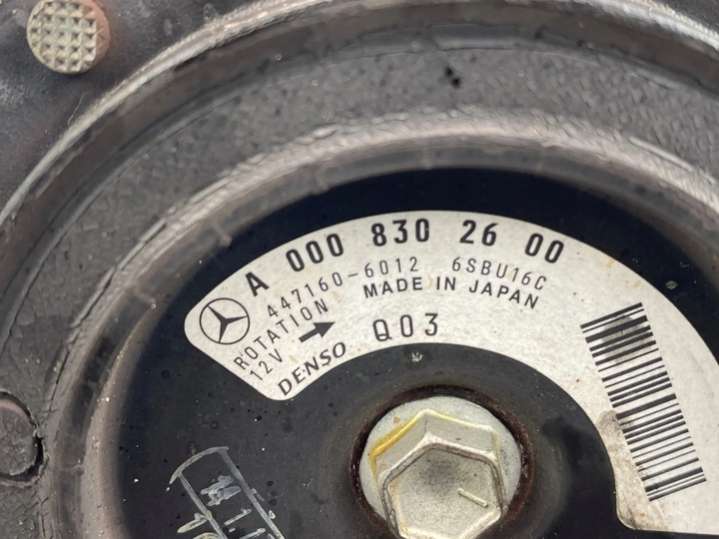 A 000 830 26 00
447160-6012 6SBU16C
ROTATION MADE IN JAPAN
12V
DENSO Q03